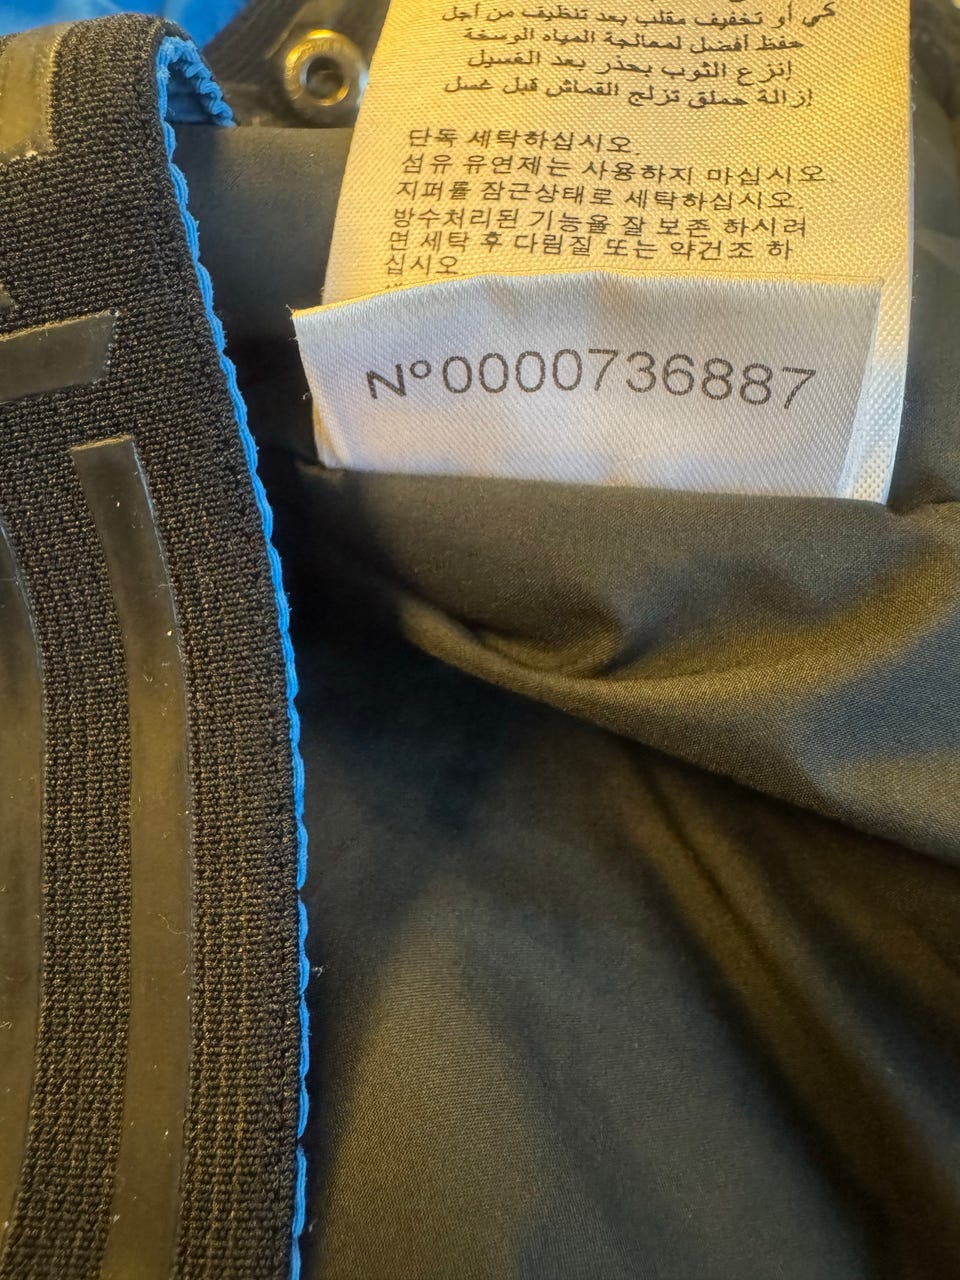 كي أو تخفيف مقلب بعد تنظيف من أجل
حفظ أفضل لمعالجة المياه الوسخة
إنزع الثوب بحذر بعد الغسيل
إزالة حملق تزلج القماش قبل غسل
단독 세탁하십시오.
섬유 유연제는 사용하지 마십시오
지퍼를 잠근상태로 세탁하십시오.
방수처리된 기능을 잘 보존 하시려
면 세탁 후 다림질 또는 약건조 하
십시오
Nº0000736887